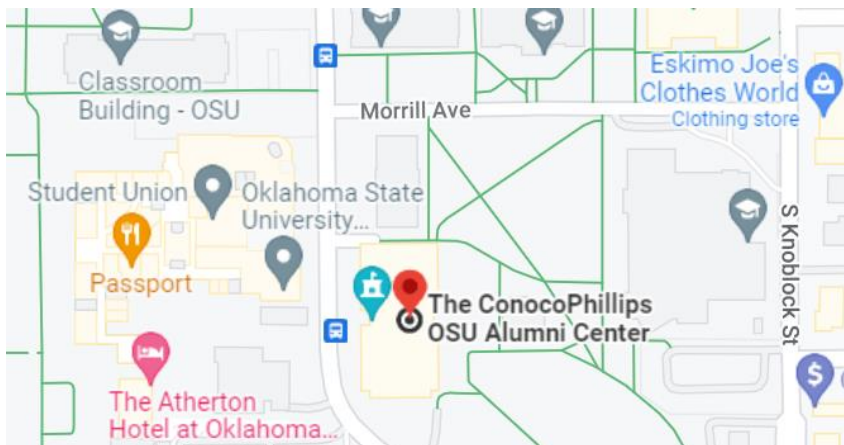 Classroom
Building - OSU
Morrill Ave
Eskimo Joe's
Clothes World
Clothing store
Student Union
Oklahoma State
University...
Passport
The ConocoPhillips
OSU Alumni Center
S Knoblock St
The Atherton
Hotel at Oklahoma...
$